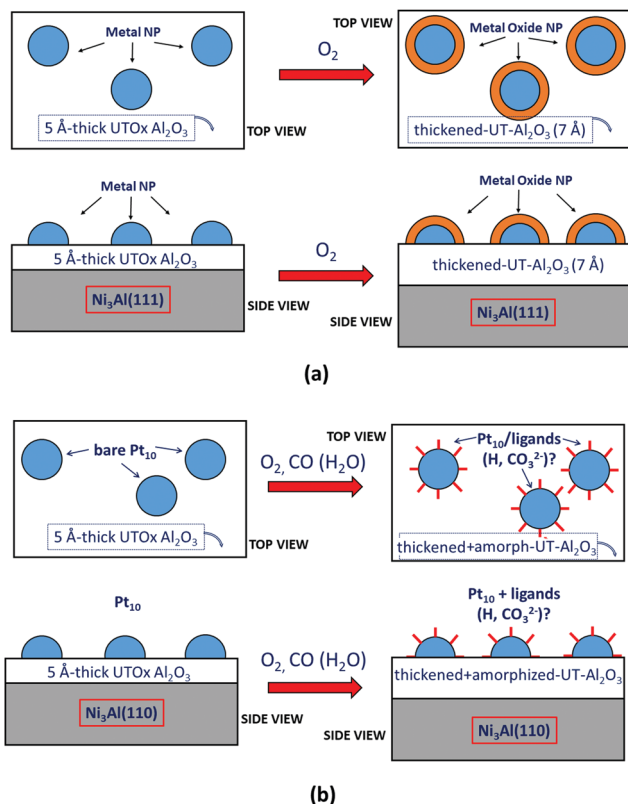 Metal NP
5 Å-thick UTOx Al₂O₃
TOP VIEW
O₂
TOP VIEW
Metal Oxide NP
thickened-UT-Al₂O₃ (7 Å)
Metal NP
5 Å-thick UTOx Al₂O₃
Ni₃Al(111)
SIDE VIEW
O₂
Metal Oxide NP
thickened-UT-Al₂O₃ (7 Å)
Ni₃Al(111)
SIDE VIEW
(a)
bare Pt₁₀
5 Å-thick UTOx Al₂O₃
TOP VIEW
O₂, CO (H₂O)
TOP VIEW
Pt₁₀/ligands
(H, CO₃²⁻)?
thickened+amorph-UT-Al₂O₃
Pt₁₀
5 Å-thick UTOx Al₂O₃
Ni₃Al(110)
SIDE VIEW
O₂, CO (H₂O)
Pt₁₀ + ligands
(H, CO₃²⁻)?
thickened+amorphized-UT-Al₂O₃
Ni₃Al(110)
SIDE VIEW
(b)